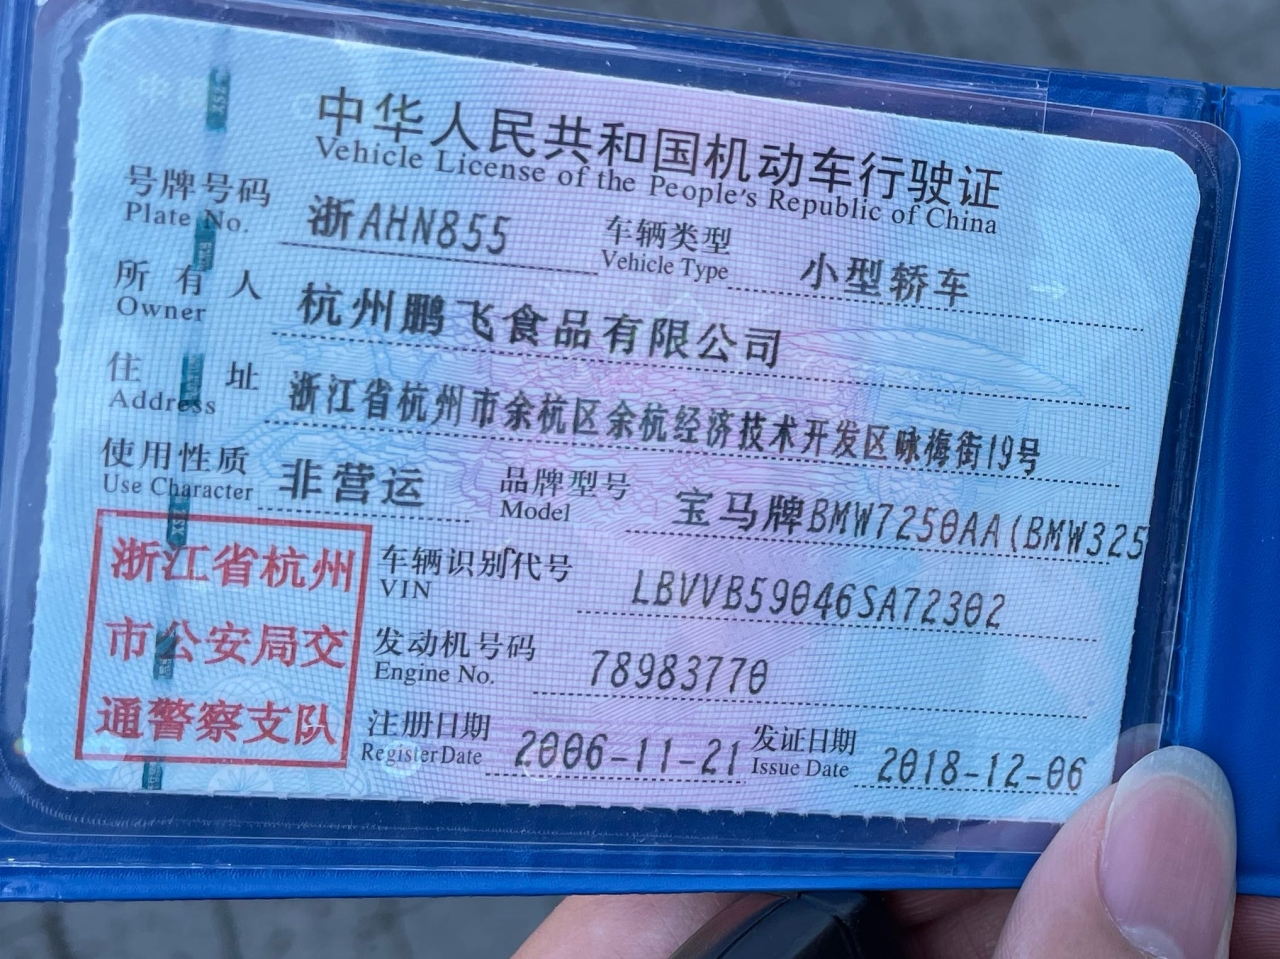 中华人民共和国机动车行驶证
Vehicle License of the People's Republic of China
号牌号码 浙AHN855 车辆类型 小型轿车
Plate No. Vehicle Type
所有人 杭州鹏飞食品有限公司
Owner
住址 浙江省杭州市余杭区余杭经济技术开发区咏梅街19号
Address
使用性质 非营运 品牌型号 宝马牌BMW7250AA(BMW325
Use Character Model
浙江省杭州
市公安局交
通警察支队
车辆识别代号 LBVVB59046SA72302
VIN
发动机号码 78983770
Engine No.
注册日期 2006-11-21 发证日期 2018-12-06
Register Date Issue Date